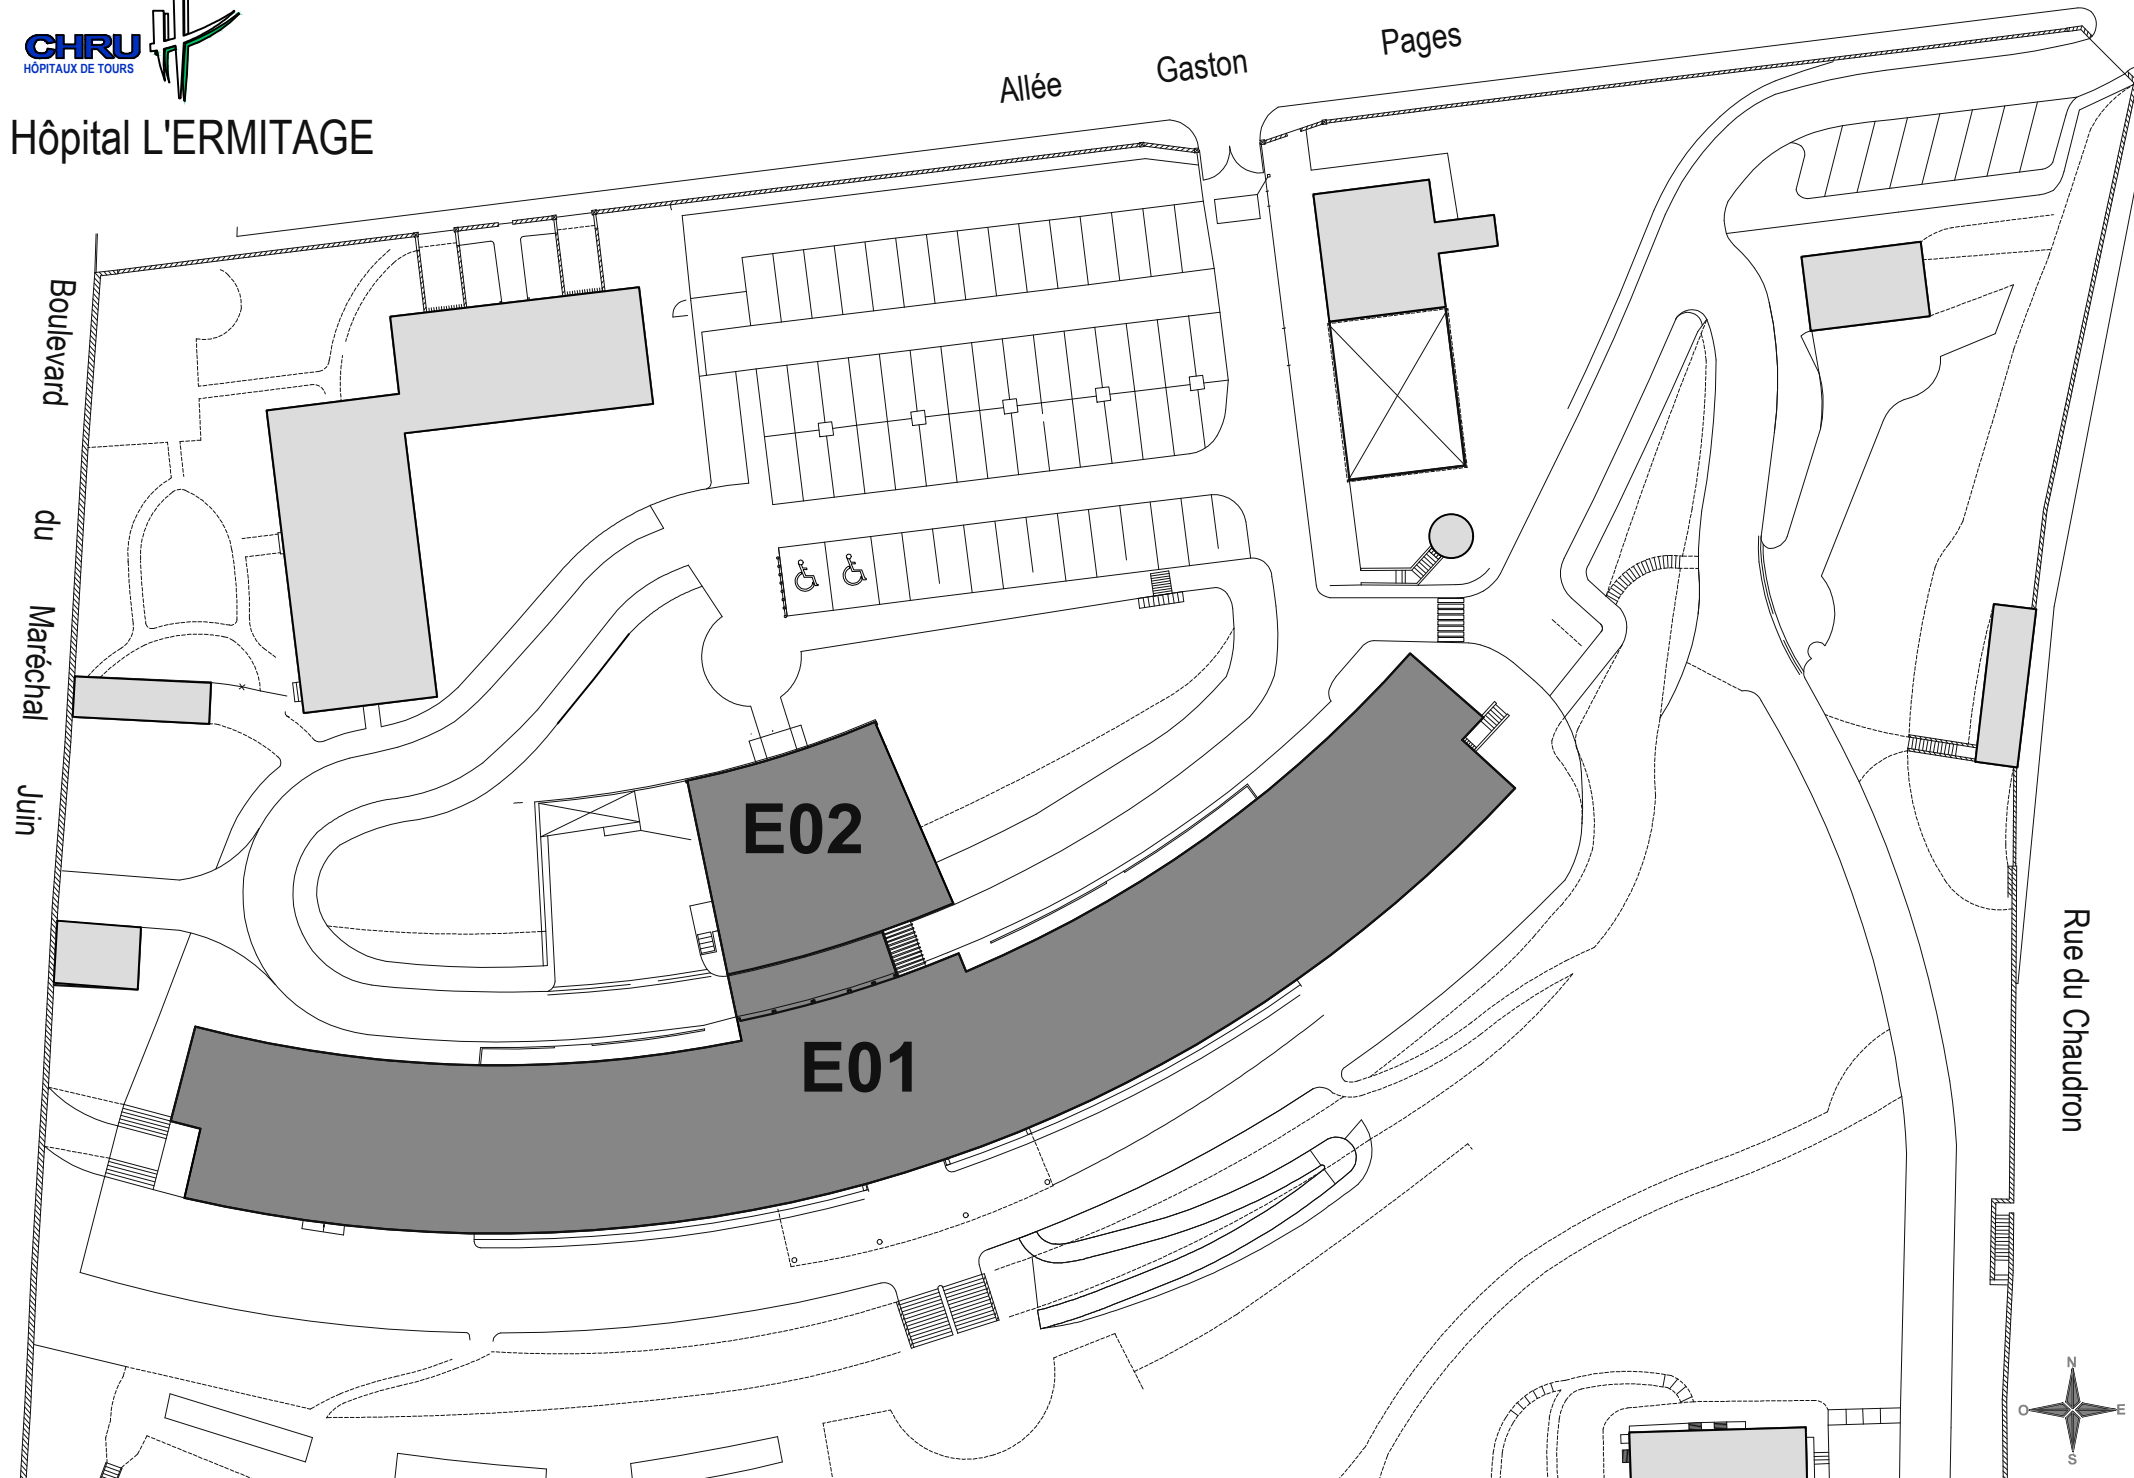 CHRU
HÔPITAUX DE TOURS
Hôpital L'ERMITAGE
Allée Gaston Pages
Boulevard du Maréchal Juin
E02
E01
Rue du Chaudron
N
O E
S